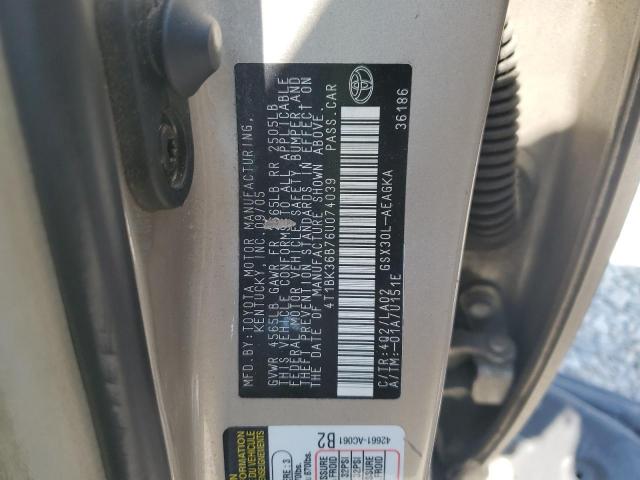 MFD BY:TOYOTA MOTOR MANUFACTURING,
KENTUCKY, INC. 09/05
GVWR 4565LB GAWR FR 2565LB RR 2505LB
THIS VEHICLE CONFORMS TO ALL APPLICABLE
FEDERAL MOTOR VEHICLE SAFETY, BUMPER, AND
THEFT PREVENTION STANDARDS IN EFFECT ON
THE DATE OF MANUFACTURE SHOWN ABOVE.
4T1BK36B76U074039 PASS. CAR
C/TR:4Q2/LA02 GSX30L-AEAGKA
A/TM:-01A/U151E
36186
42661-AC061
B2